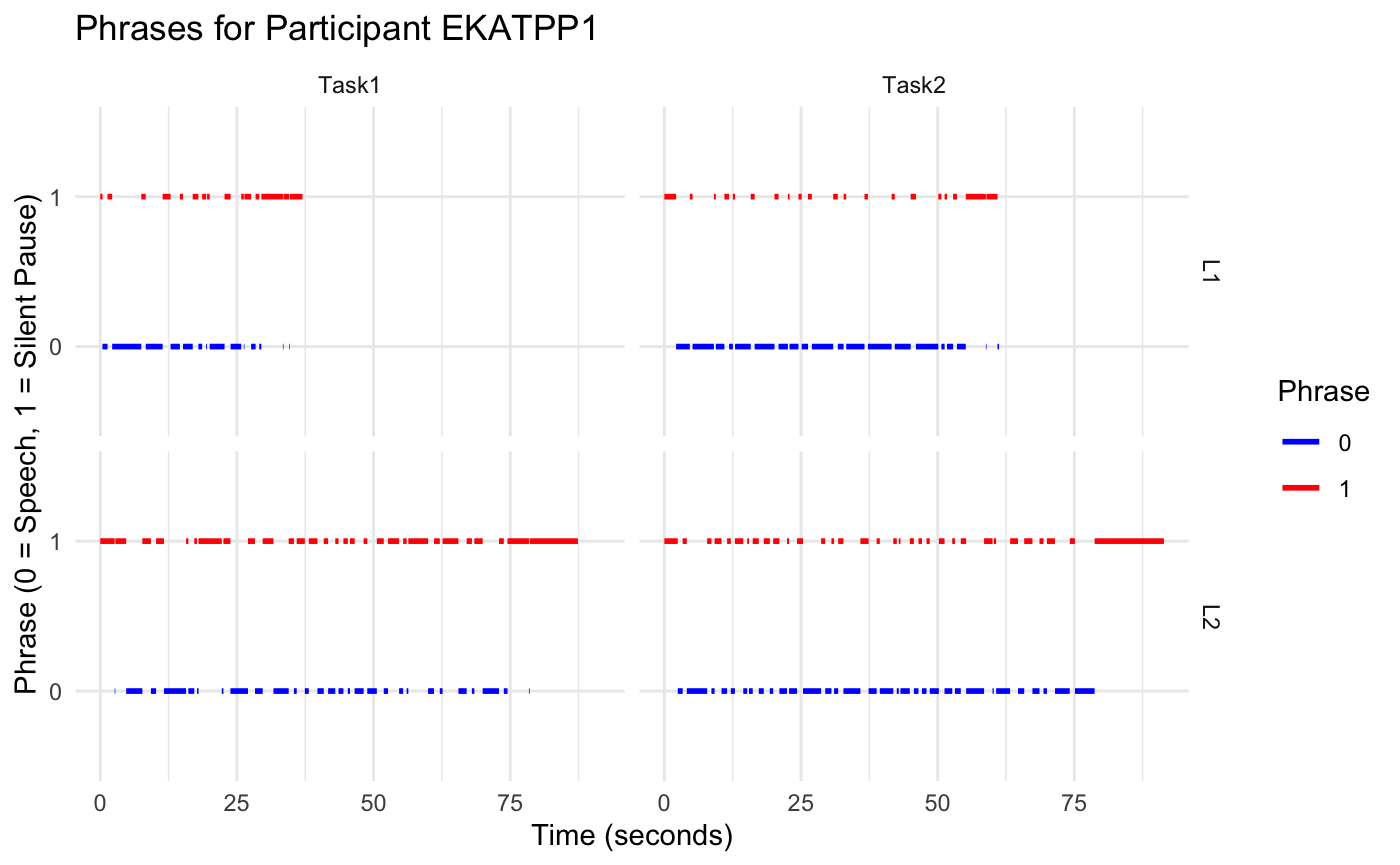 Phrases for Participant EKATPP1
Task1
Task2
Phrase (0 = Speech, 1 = Silent Pause)
1
0
L1
1
0
L2
0
25
50
75
0
25
50
75
Time (seconds)
Phrase
0
1